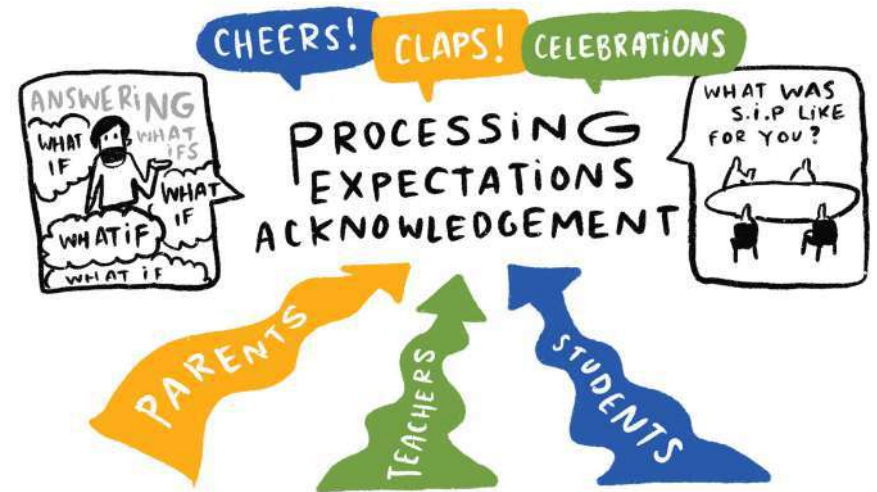 CHEERS!
CLAPS!
CELEBRATiONS
ANSWERiNG
WHAT
iFS
WHAT
IF
WHAT
IF
WHATiF
WHAT iF
PROCESSiNG
EXPECTATiONS
ACKNOWLEDGEMENT
WHAT WAS
S.i.P LiKE
FOR YOU?
PARENTS
TEACHERS
STUDENTS